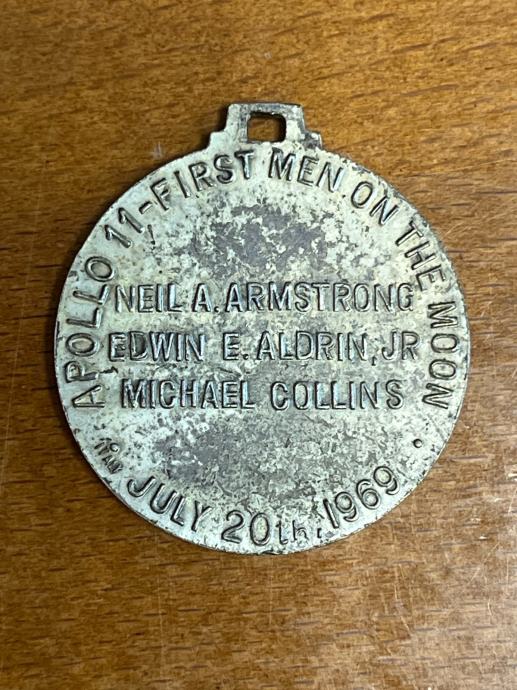 APOLLO 11-FIRST MEN ON THE MOON
NEIL A. ARMSTRONG
EDWIN E. ALDRIN, JR
MICHAEL COLLINS
JULY 20th, 1969